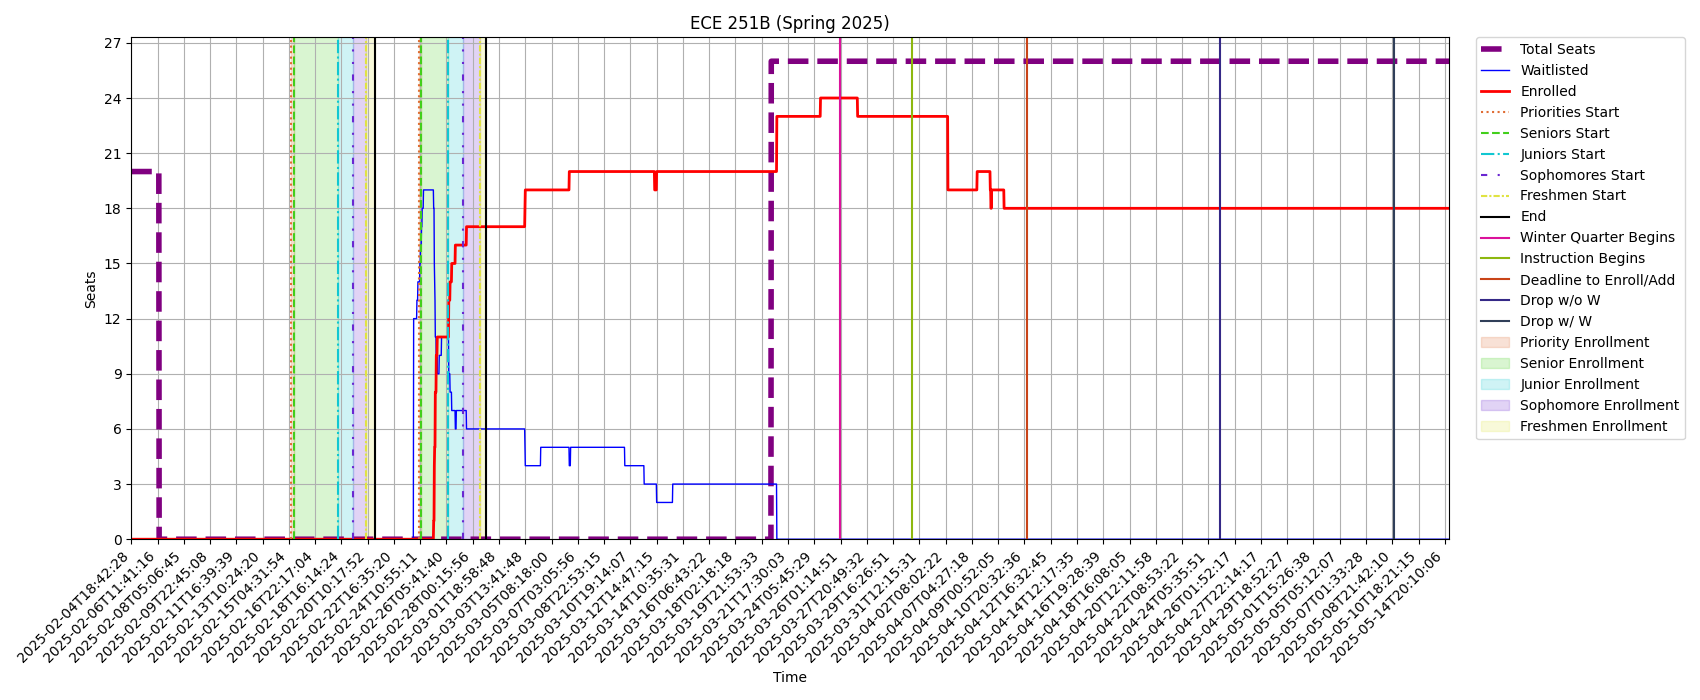 ECE 251B (Spring 2025)
27
24
21
18
15
12
9
6
3
0
Seats
2025-02-04T18:42:28
2025-02-06T11:41:16
2025-02-08T05:06:45
2025-02-09T22:45:08
2025-02-11T16:39:39
2025-02-13T10:24:20
2025-02-15T04:31:54
2025-02-16T22:17:04
2025-02-18T16:14:24
2025-02-20T10:17:52
2025-02-22T16:35:20
2025-02-24T10:55:11
2025-02-26T05:41:40
2025-02-28T00:15:56
2025-03-01T18:58:48
2025-03-03T13:41:48
2025-03-05T08:18:00
2025-03-07T03:05:56
2025-03-08T22:53:15
2025-03-10T19:14:07
2025-03-12T14:47:15
2025-03-14T10:35:31
2025-03-16T06:43:22
2025-03-18T02:18:18
2025-03-19T21:53:33
2025-03-21T17:30:03
2025-03-24T05:45:29
2025-03-26T01:14:51
2025-03-27T20:49:32
2025-03-29T16:26:51
2025-03-31T12:15:31
2025-04-02T08:02:22
2025-04-07T04:27:18
2025-04-09T00:52:05
2025-04-10T20:32:36
2025-04-12T16:32:45
2025-04-14T12:17:35
2025-04-16T19:28:39
2025-04-18T16:08:05
2025-04-20T12:11:58
2025-04-22T08:53:22
2025-04-24T05:35:51
2025-04-26T01:52:17
2025-04-27T22:14:17
2025-04-29T18:52:27
2025-05-01T15:26:38
2025-05-05T05:12:07
2025-05-07T01:33:28
2025-05-08T21:42:10
2025-05-10T18:21:15
2025-05-14T20:10:06
Time
Total Seats
Waitlisted
Enrolled
Priorities Start
Seniors Start
Juniors Start
Sophomores Start
Freshmen Start
End
Winter Quarter Begins
Instruction Begins
Deadline to Enroll/Add
Drop w/o W
Drop w/ W
Priority Enrollment
Senior Enrollment
Junior Enrollment
Sophomore Enrollment
Freshmen Enrollment